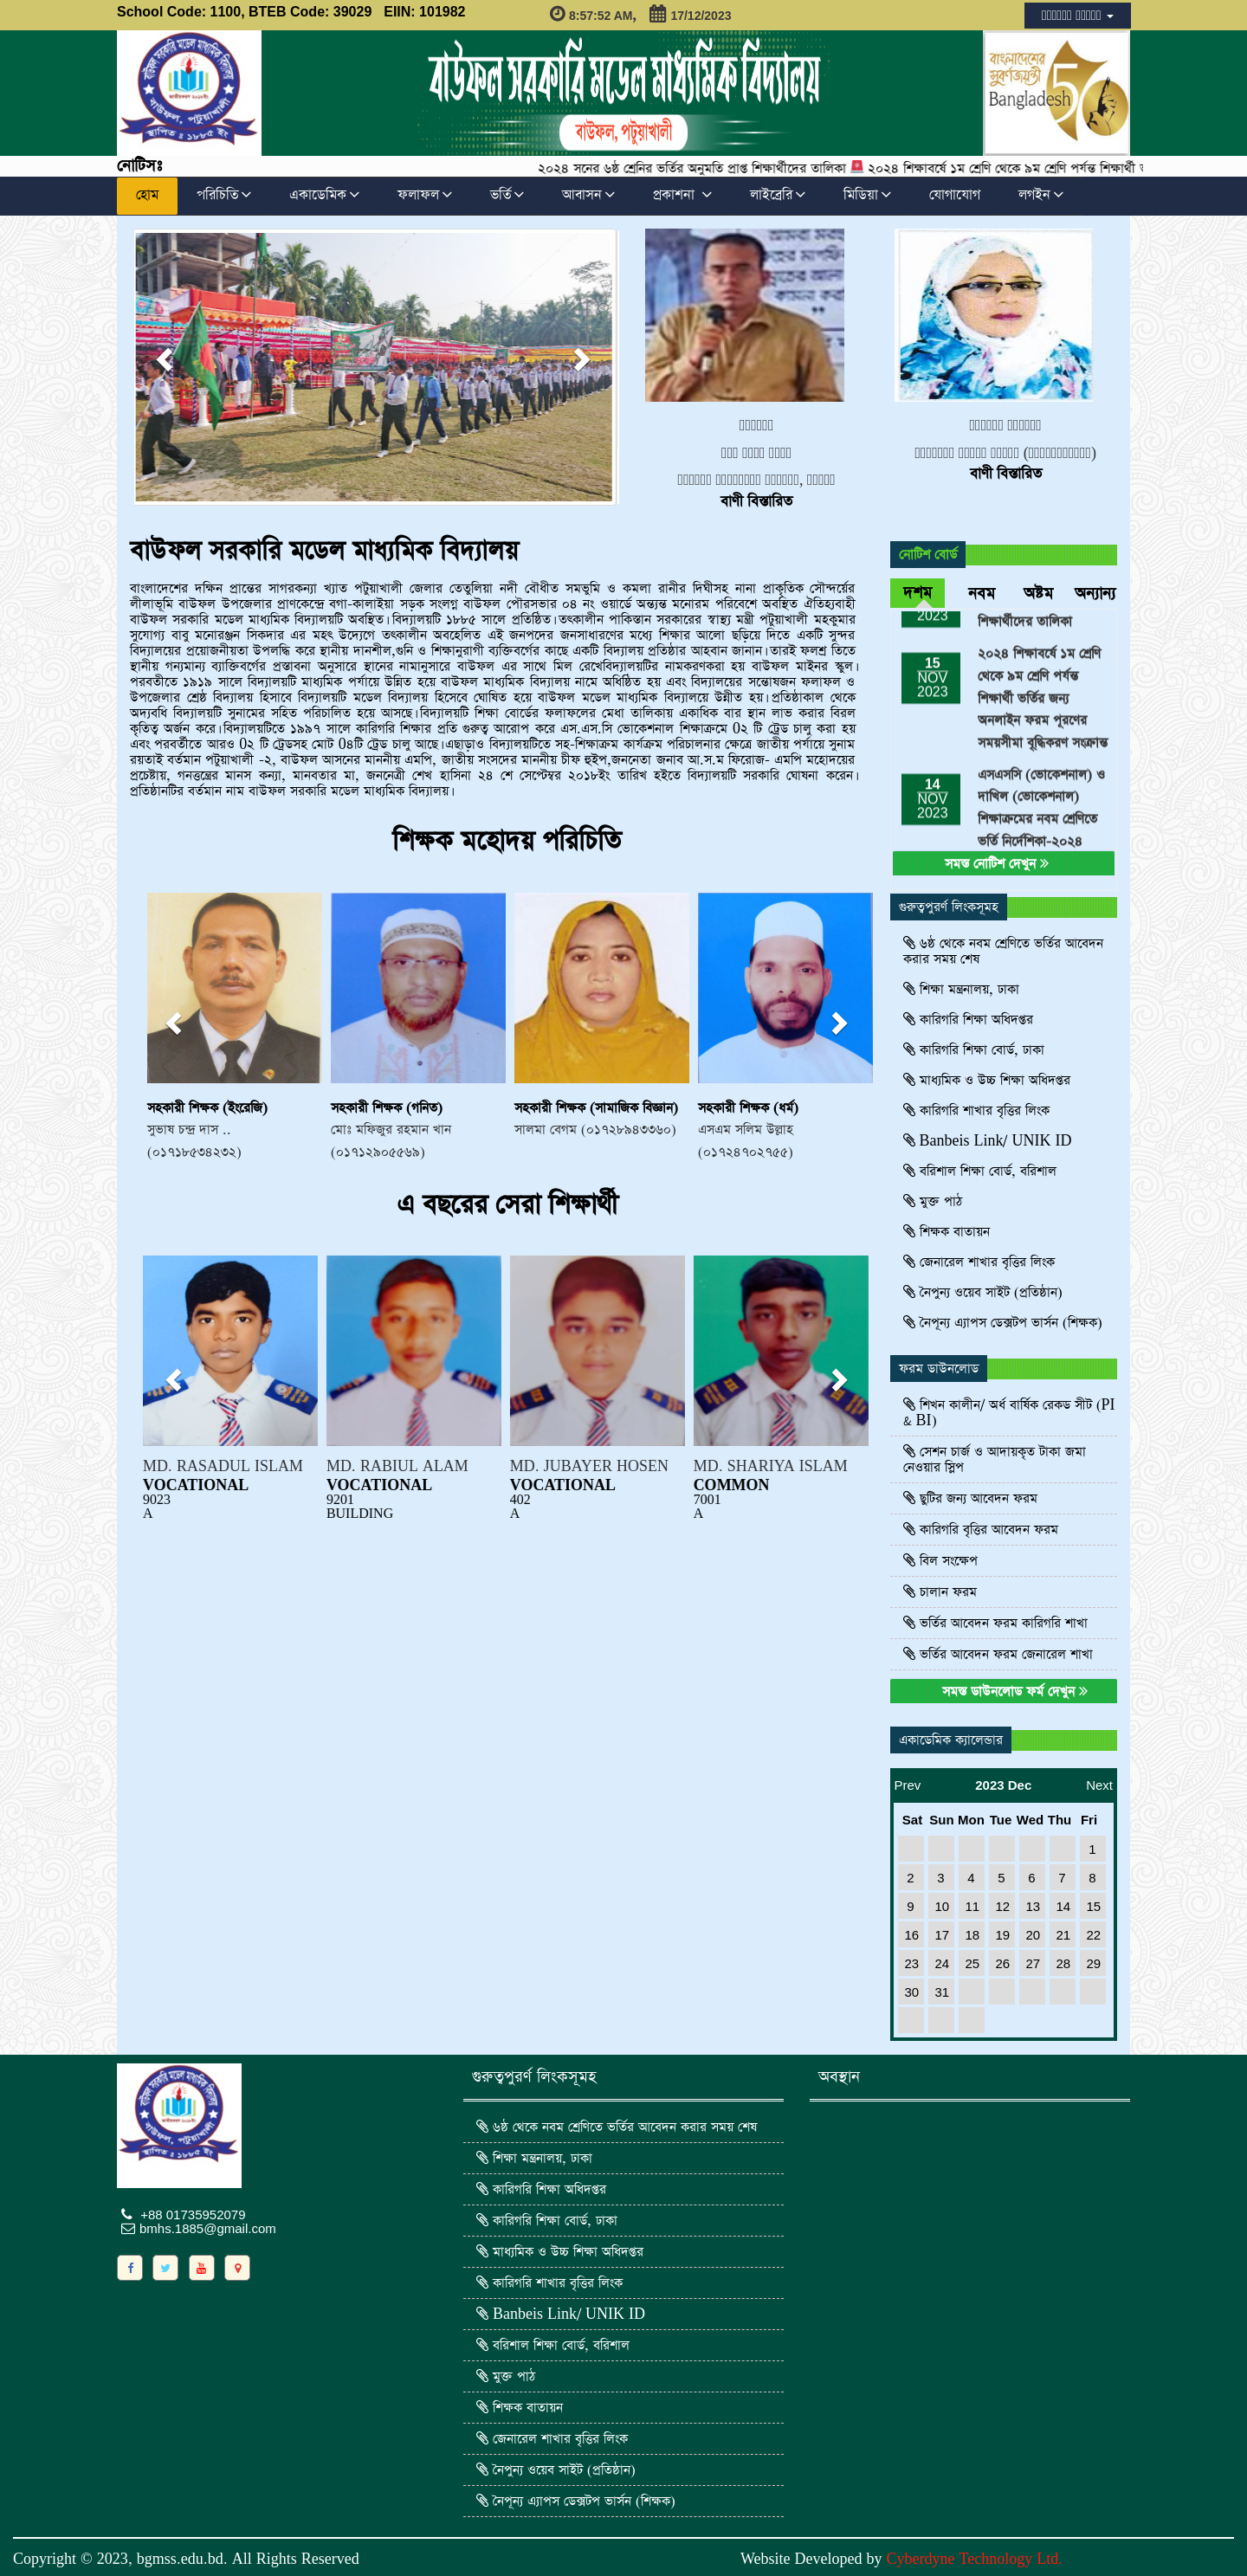 School Code: 1100, BTEB Code: 39029 EIIN: 101982
8:57:52 AM, 17/12/2023
বাউফল সরকারি মডেল মাধ্যমিক বিদ্যালয়
বাউফল, পটুয়াখালী
বাংলাদেশের
সুবর্ণজয়ন্তী
Bangladesh 50
নোটিসঃ
২০২৪ সনের ৬ষ্ঠ শ্রেনির ভর্তির অনুমতি প্রাপ্ত শিক্ষার্থীদের তালিকা ২০২৪ শিক্ষাবর্ষে ১ম শ্রেণি থেকে ৯ম শ্রেণি পর্যন্ত শিক্ষার্থী
হোম পরিচিতি একাডেমিক ফলাফল ভর্তি আবাসন প্রকাশনা লাইব্রেরি মিডিয়া যোগাযোগ লগইন
বাণী বিস্তারিত
বাণী বিস্তারিত
বাউফল সরকারি মডেল মাধ্যমিক বিদ্যালয়
বাংলাদেশের দক্ষিন প্রান্তের সাগরকন্যা খ্যাত পটুয়াখালী জেলার তেতুলিয়া নদী বৌধীত সমভুমি ও কমলা রানীর দিঘীসহ নানা প্রাকৃতিক সৌন্দর্যের
লীলাভূমি বাউফল উপজেলার প্রাণকেন্দ্রে বগা-কালাইয়া সড়ক সংলগ্ন বাউফল পৌরসভার ০৪ নং ওয়ার্ডে অন্ত্যন্ত মনোরম পরিবেশে অবস্থিত ঐতিহ্যবাহী
বাউফল সরকারি মডেল মাধ্যমিক বিদ্যালয়টি অবস্থিত।বিদ্যালয়টি ১৮৮৫ সালে প্রতিষ্ঠিত।তৎকালীন পাকিস্তান সরকারের স্বাস্থ্য মন্ত্রী পটুয়াখালী মহকুমার
সুযোগ্য বাবু মনোরঞ্জন সিকদার এর মহৎ উদ্যেগে তৎকালীন অবহেলিত এই জনপদের জনসাধারণের মধ্যে শিক্ষার আলো ছড়িয়ে দিতে একটি সুন্দর
বিদ্যালয়ের প্রয়োজনীয়তা উপলদ্ধি করে স্থানীয় দানশীল,গুনি ও শিক্ষানুরাগী ব্যক্তিবর্গের কাছে একটি বিদ্যালয় প্রতিষ্ঠার আহবান জানান।তারই ফলশ্র তিতে
স্থানীয় গন্যমান্য ব্যাক্তিবর্গের প্রস্তাবনা অনুসারে স্থানের নামানুসারে বাউফল এর সাথে মিল রেখেবিদ্যালয়টির নামকরণকরা হয় বাউফল মাইনর স্কুল।
পরবর্তীতে ১৯১৯ সালে বিদ্যালয়টি মাধ্যমিক পর্যায়ে উন্নিত হয়ে বাউফল মাধ্যমিক বিদ্যালয় নামে অধিষ্ঠিত হয় এবং বিদ্যালয়ের সন্তোষজন ফলাফল ও
উপজেলার শ্রেষ্ঠ বিদ্যালয় হিসাবে বিদ্যালয়টি মডেল বিদ্যালয় হিসেবে ঘোষিত হয়ে বাউফল মডেল মাধ্যমিক বিদ্যালয়ে উন্নীত হয়।প্রতিষ্ঠাকাল থেকে
অদ্যবধি বিদ্যালয়টি সুনামের সহিত পরিচালিত হয়ে আসছে।বিদ্যালয়টি শিক্ষা বোর্ডের ফলাফলের মেধা তালিকায় একাধিক বার স্থান লাভ করার বিরল
কৃতিত্ব অর্জন করে।বিদ্যালয়টিতে ১৯৯৭ সালে কারিগরি শিক্ষার প্রতি গুরুত্ব আরোপ করে এস.এস.সি ভোকেশনাল শিক্ষাক্রমে 0২ টি ট্রেড চালু করা হয়
এবং পরবর্তীতে আরও 0২ টি ট্রেডসহ মোট 0৪টি ট্রেড চালু আছে।এছাড়াও বিদ্যালয়টিতে সহ-শিক্ষাক্রম কার্যক্রম পরিচালনার ক্ষেত্রে জাতীয় পর্যায়ে সুনাম
রয়তাই বর্তমান পটুয়াখালী -২, বাউফল আসনের মাননীয় এমপি, জাতীয় সংসদের মাননীয় চীফ হুইপ,জননেতা জনাব আ.স.ম ফিরোজ- এমপি মহোদয়ের
প্রচেষ্টায়, গনতন্ত্রের মানস কন্যা, মানবতার মা, জননেত্রী শেখ হাসিনা ২৪ শে সেপ্টেম্বর ২০১৮ইং তারিখ হইতে বিদ্যালয়টি সরকারি ঘোষনা করেন।
প্রতিষ্ঠানটির বর্তমান নাম বাউফল সরকারি মডেল মাধ্যমিক বিদ্যালয়।
নোটিশ বোর্ড
দশম নবম অষ্টম অন্যান্য
2023
শিক্ষার্থীদের তালিকা
15
NOV
2023
২০২৪ শিক্ষাবর্ষে ১ম শ্রেণি
থেকে ৯ম শ্রেণি পর্যন্ত
শিক্ষার্থী ভর্তির জন্য
অনলাইন ফরম পূরণের
সময়সীমা বৃদ্ধিকরণ সংক্রান্ত
14
NOV
2023
এসএসসি (ভোকেশনাল) ও
দাখিল (ভোকেশনাল)
শিক্ষাক্রমের নবম শ্রেণিতে
ভর্তি নির্দেশিকা-২০২৪
সমস্ত নোটিশ দেখুন
শিক্ষক মহোদয় পরিচিতি
সহকারী শিক্ষক (ইংরেজি)
সুভাষ চন্দ্র দাস ..
(০১৭১৮৫৩৪২৩২)
সহকারী শিক্ষক (গনিত)
মোঃ মফিজুর রহমান খান
(০১৭১২৯০৫৫৬৯)
সহকারী শিক্ষক (সামাজিক বিজ্ঞান)
সালমা বেগম (০১৭২৮৯৪৩৩৬০)
সহকারী শিক্ষক (ধর্ম)
এসএম সলিম উল্লাহ
(০১৭২৪৭০২৭৫৫)
এ বছরের সেরা শিক্ষার্থী
MD. RASADUL ISLAM
VOCATIONAL
9023
A
MD. RABIUL ALAM
VOCATIONAL
9201
BUILDING
MD. JUBAYER HOSEN
VOCATIONAL
402
A
MD. SHARIYA ISLAM
COMMON
7001
A
গুরুত্বপুরর্ণ লিংকসূমহ
৬ষ্ঠ থেকে নবম শ্রেণিতে ভর্তির আবেদন
করার সময় শেষ
শিক্ষা মন্ত্রনালয়, ঢাকা
কারিগরি শিক্ষা অধিদপ্তর
কারিগরি শিক্ষা বোর্ড, ঢাকা
মাধ্যমিক ও উচ্চ শিক্ষা অধিদপ্তর
কারিগরি শাখার বৃত্তির লিংক
Banbeis Link/ UNIK ID
বরিশাল শিক্ষা বোর্ড, বরিশাল
মুক্ত পাঠ
শিক্ষক বাতায়ন
জেনারেল শাখার বৃত্তির লিংক
নৈপুন্য ওয়েব সাইট (প্রতিষ্ঠান)
নৈপূন্য এ্যাপস ডেক্সটপ ভার্সন (শিক্ষক)
ফরম ডাউনলোড
শিখন কালীন/ অর্ধ বার্ষিক রেকড সীট (PI
& BI)
সেশন চার্জ ও আদায়কৃত টাকা জমা
নেওয়ার স্লিপ
ছুটির জন্য আবেদন ফরম
কারিগরি বৃত্তির আবেদন ফরম
বিল সংক্ষেপ
চালান ফরম
ভর্তির আবেদন ফরম কারিগরি শাখা
ভর্তির আবেদন ফরম জেনারেল শাখা
সমস্ত ডাউনলোড ফর্ম দেখুন
একাডেমিক ক্যালেন্ডার
Prev 2023 Dec Next
Sat Sun Mon Tue Wed Thu Fri
1
2 3 4 5 6 7 8
9 10 11 12 13 14 15
16 17 18 19 20 21 22
23 24 25 26 27 28 29
30 31
+88 01735952079
bmhs.1885@gmail.com
গুরুত্বপুরর্ণ লিংকসূমহ
৬ষ্ঠ থেকে নবম শ্রেণিতে ভর্তির আবেদন করার সময় শেষ
শিক্ষা মন্ত্রনালয়, ঢাকা
কারিগরি শিক্ষা অধিদপ্তর
কারিগরি শিক্ষা বোর্ড, ঢাকা
মাধ্যমিক ও উচ্চ শিক্ষা অধিদপ্তর
কারিগরি শাখার বৃত্তির লিংক
Banbeis Link/ UNIK ID
বরিশাল শিক্ষা বোর্ড, বরিশাল
মুক্ত পাঠ
শিক্ষক বাতায়ন
জেনারেল শাখার বৃত্তির লিংক
নৈপুন্য ওয়েব সাইট (প্রতিষ্ঠান)
নৈপূন্য এ্যাপস ডেক্সটপ ভার্সন (শিক্ষক)
অবস্থান
Copyright © 2023, bgmss.edu.bd. All Rights Reserved
Website Developed by Cyberdyne Technology Ltd.